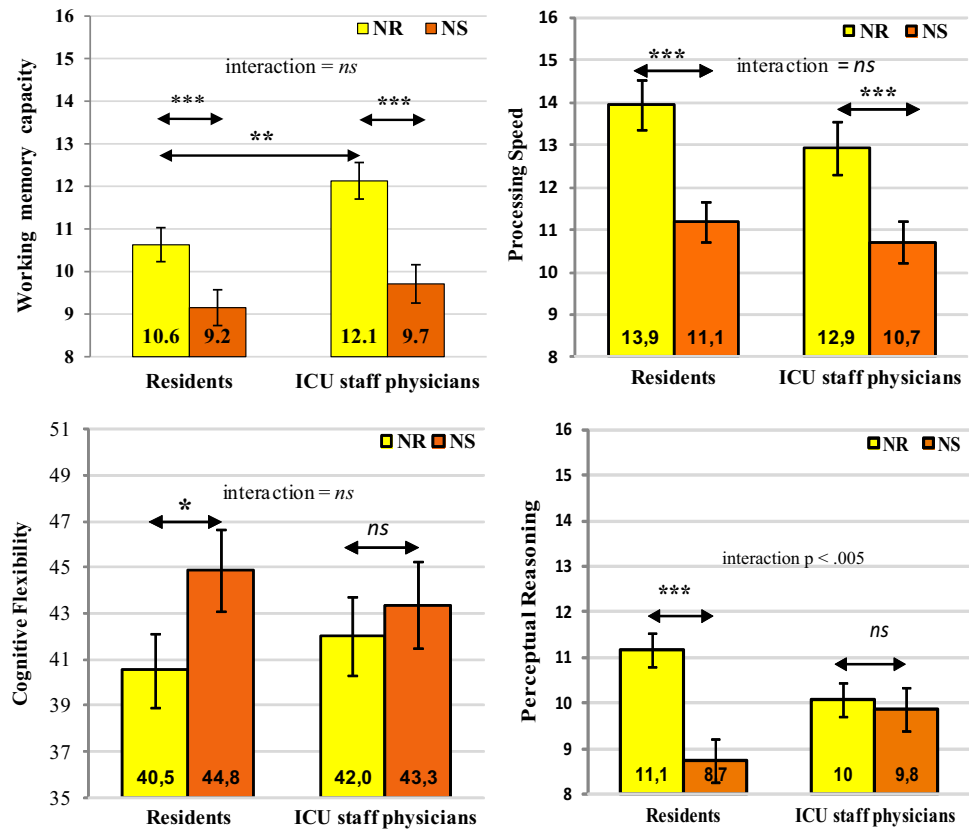 Working memory capacity
16
15
14
13
12
11
10
9
8
NR NS
interaction = ns
***
***
**
10.6 9.2 12.1 9.7
Residents ICU staff physicians
Processing Speed
16
15
14
13
12
11
10
9
8
NR NS
***
interaction = ns
***
13,9 11,1 12,9 10,7
Residents ICU staff physicians
Cognitive Flexibility
51
49
47
45
43
41
39
37
35
NR NS
interaction = ns
*
ns
40,5 44,8 42,0 43,3
Residents ICU staff physicians
Perceptual Reasoning
16
15
14
13
12
11
10
9
8
NR NS
interaction p < .005
***
ns
11,1 8,7 10 9,8
Residents ICU staff physicians